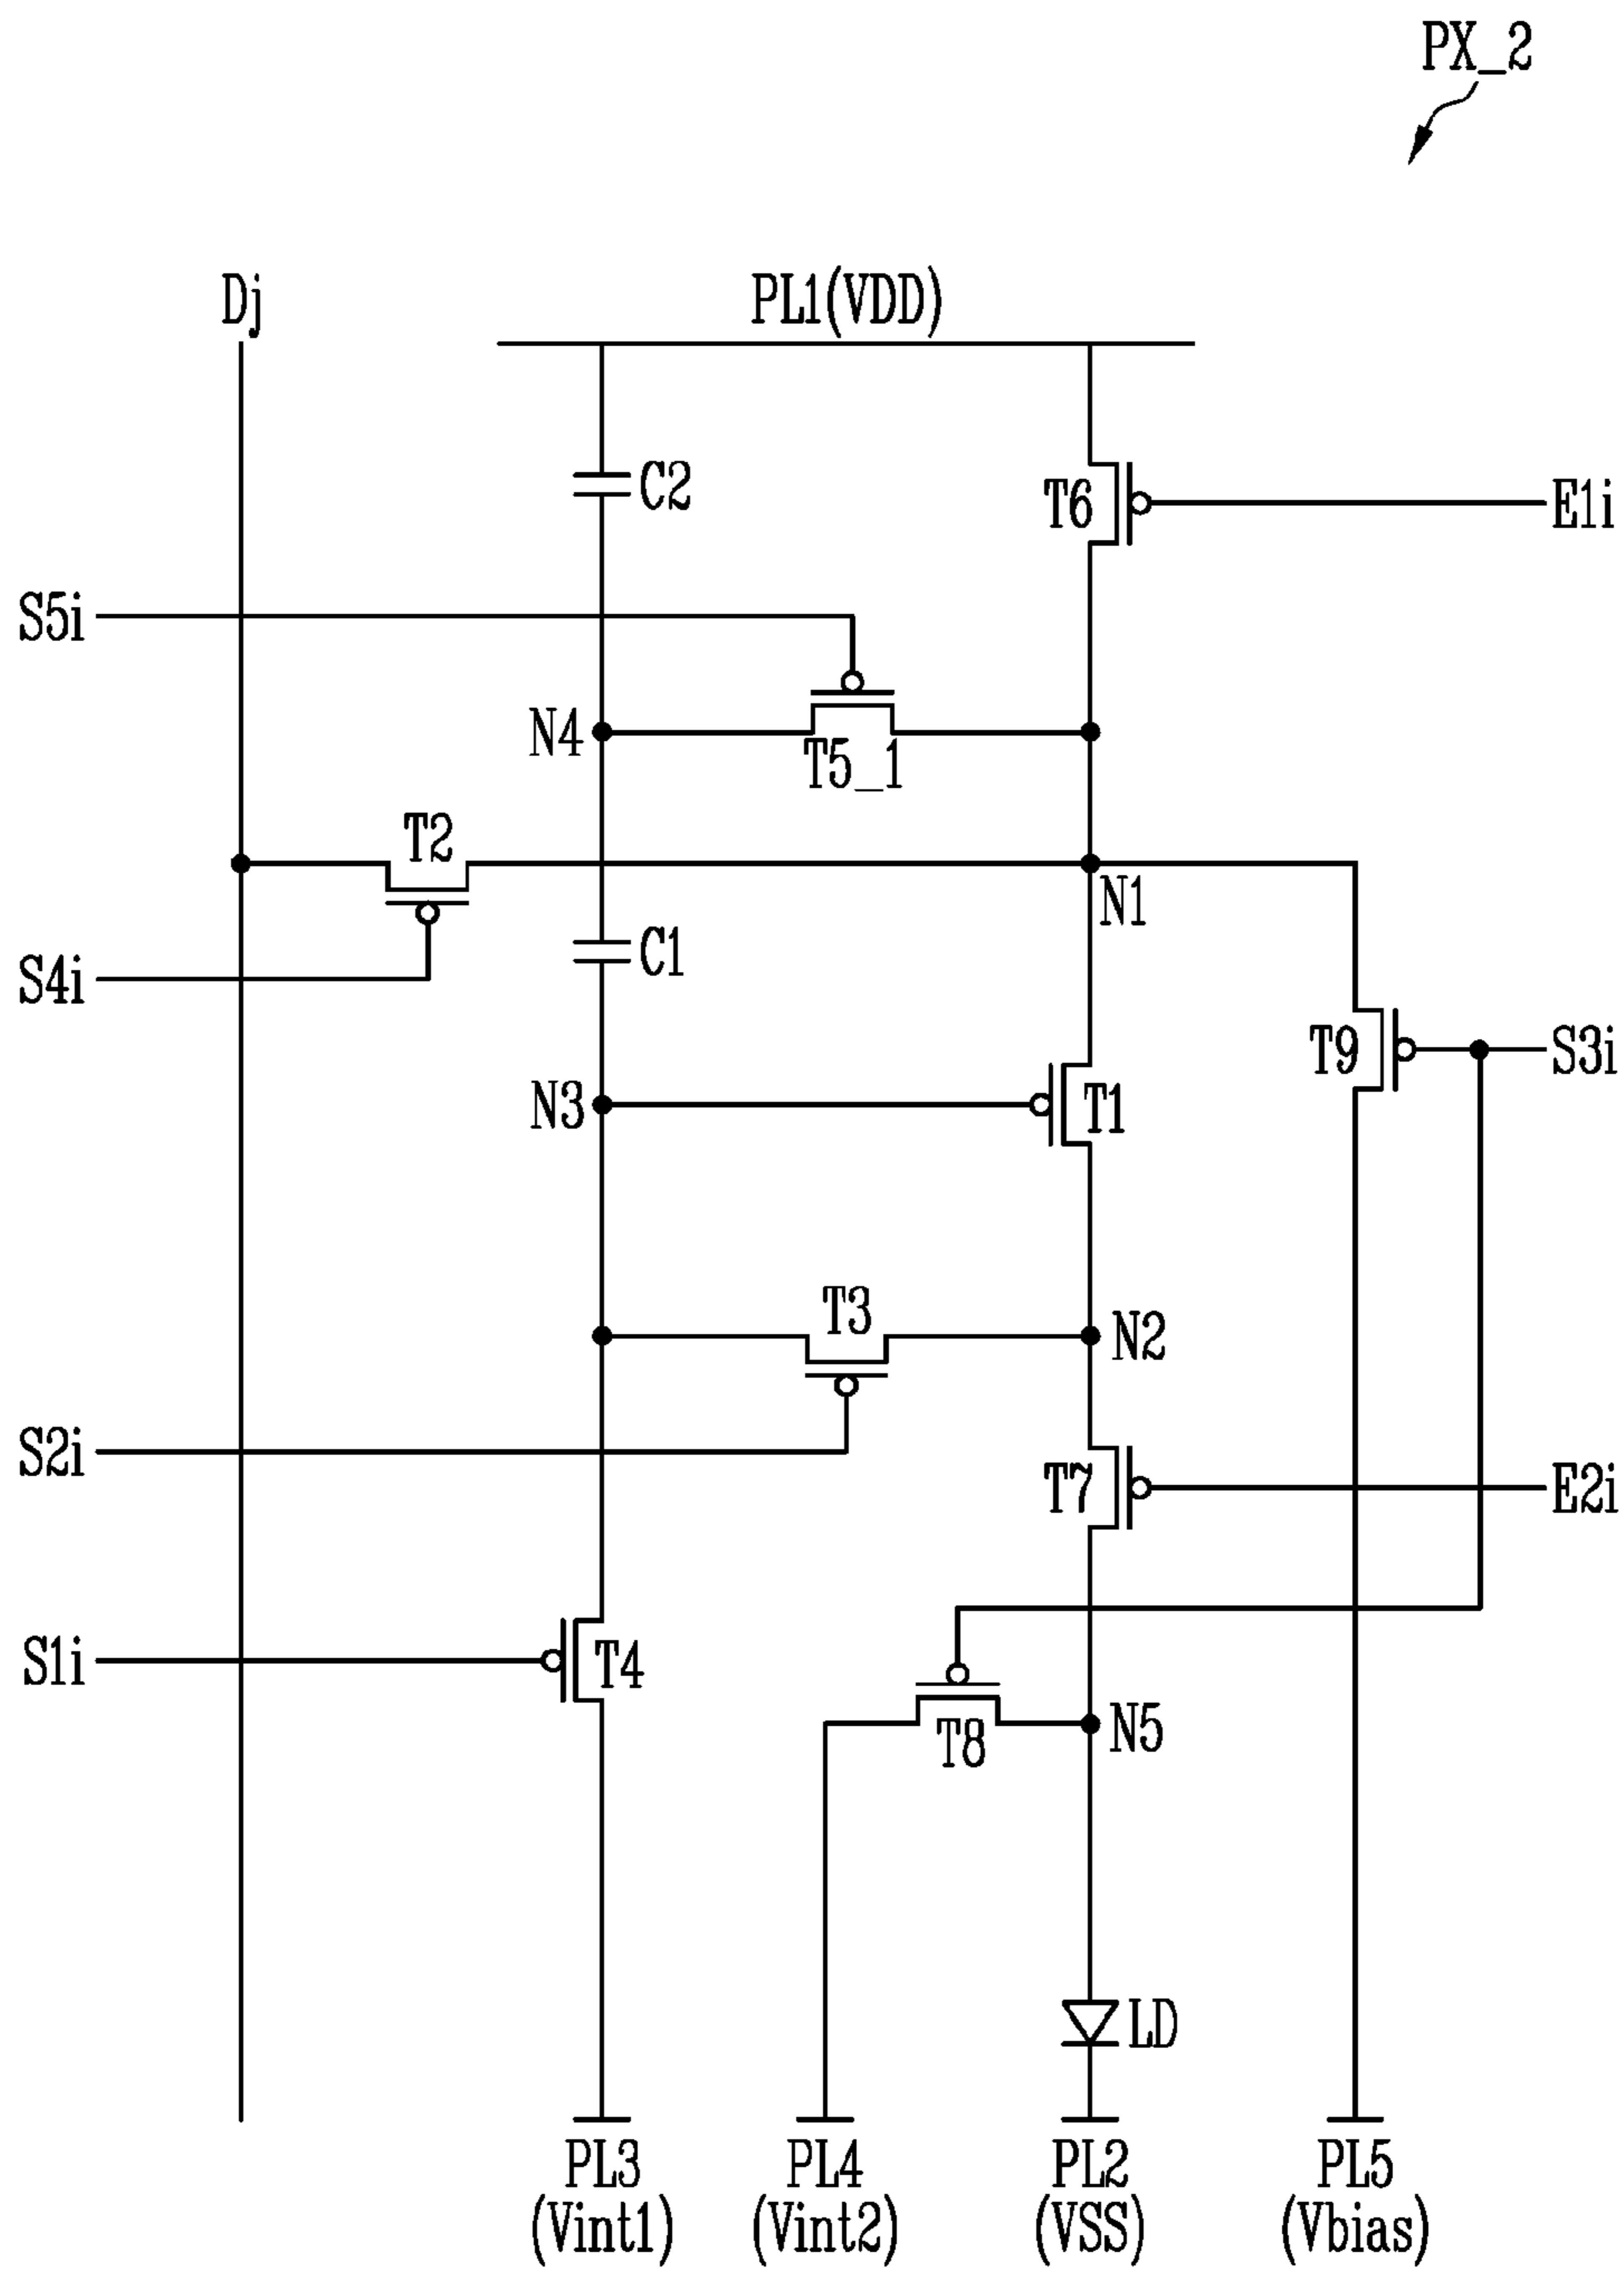 PX_2
Dj
PL1(VDD)
C2
T6
E1i
S5i
N4
T5_1
T2
N1
S4i
C1
T9
S3i
N3
T1
T3
N2
S2i
T7
E2i
S1i
T4
T8
N5
LD
PL3
(Vint1)
PL4
(Vint2)
PL2
(VSS)
PL5
(Vbias)